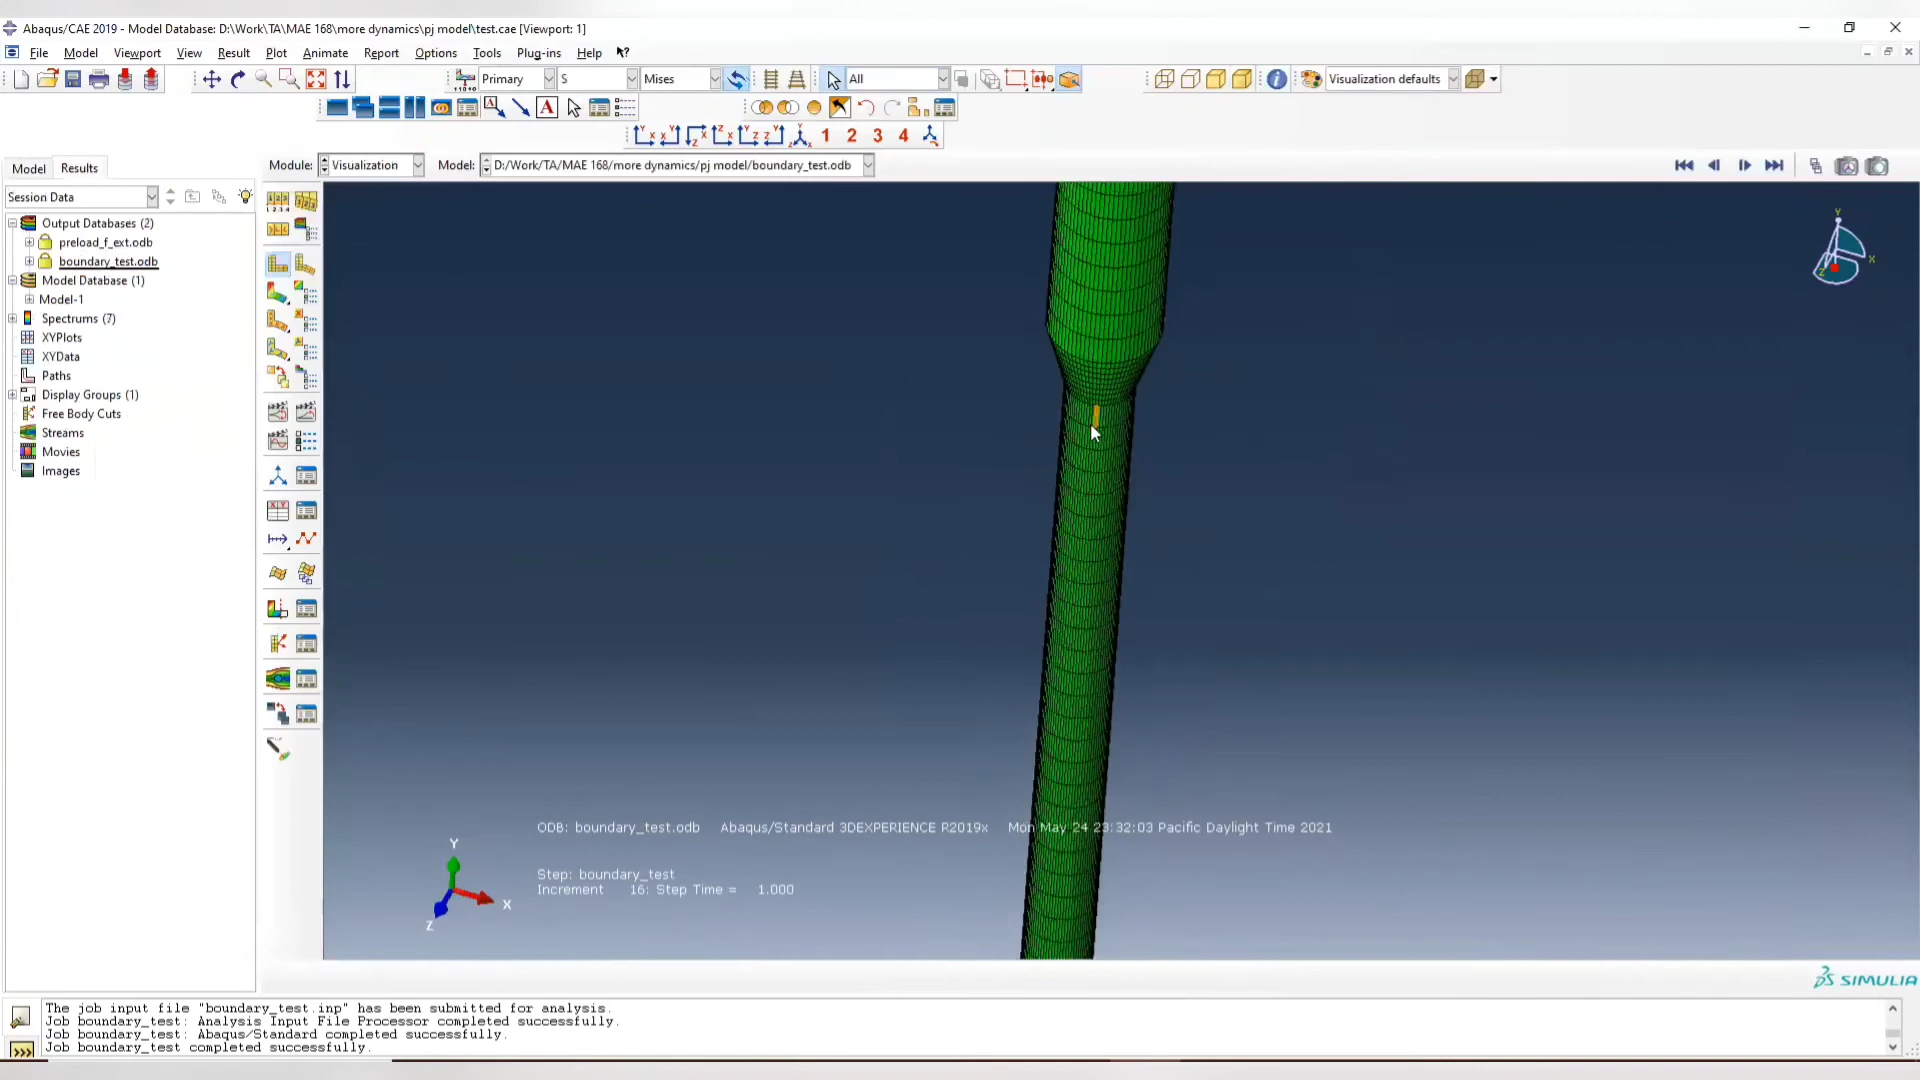 Abaqus/CAE 2019 - Model Database: D:\Work\TA\MAE 168\more dynamics\pj model\test.cae [Viewport: 1]
File Model Viewport View Result Plot Options Animate Report Options Tools Plug-ins Help
Primary S Mises All Visualization defaults
1 2 3 4
Model Results
Module: Visualization Model: D:/Work/TA/MAE 168/more dynamics/pj model/boundary_test.odb
Session Data
Output Databases (2)
preload_f_ext.odb
boundary_test.odb
Model Database (1)
Model-1
Spectrums (7)
XYPlots
XYData
Paths
Display Groups (1)
Free Body Cuts
Streams
Movies
Images
Y
X
Z
ODB: boundary_test.odb Abaqus/Standard 3DEXPERIENCE R2019x Mon May 24 23:32:03 Pacific Daylight Time 2021
Y
Step: boundary_test
Increment 16: Step Time = 1.000
X
Z
SIMULIA
The job input file "boundary_test.inp" has been submitted for analysis.
Job boundary_test: Analysis Input File Processor completed successfully.
Job boundary_test: Abaqus/Standard completed successfully.
Job boundary_test completed successfully.